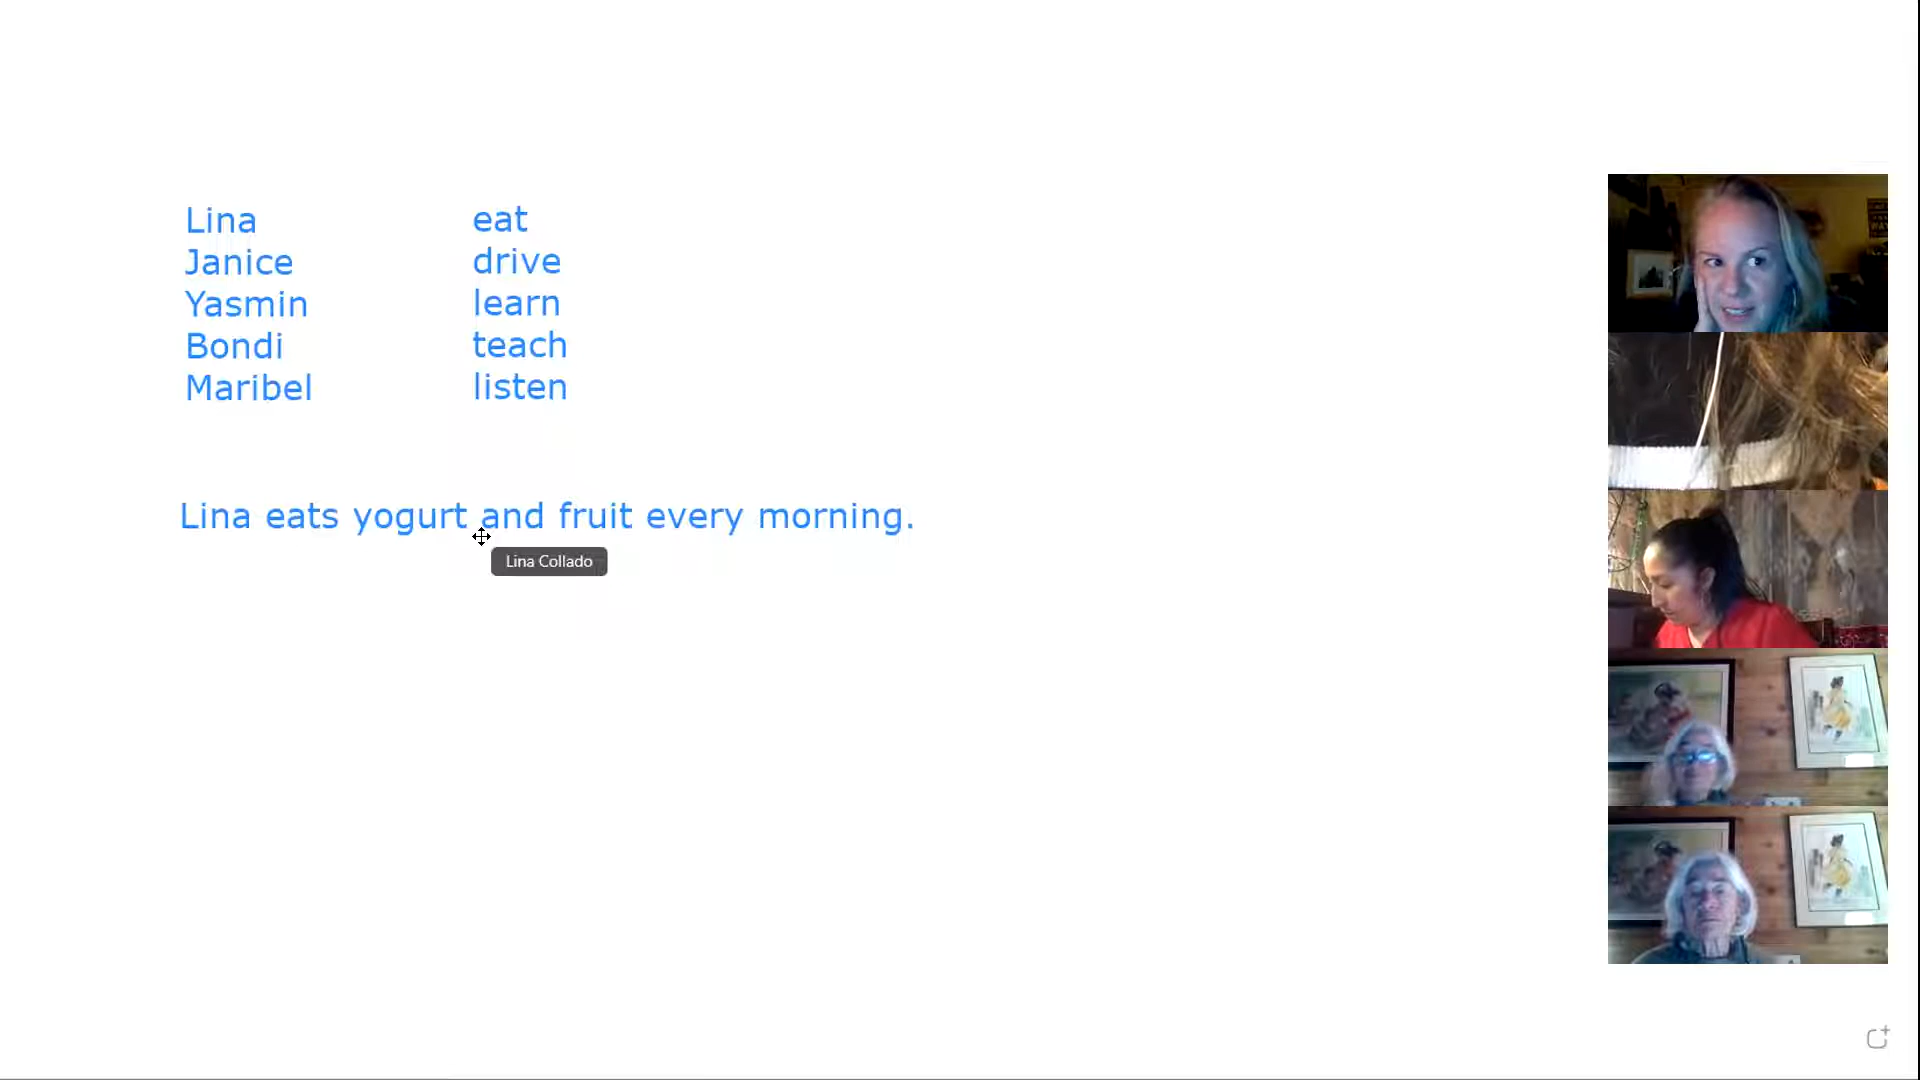 Lina eat
Janice drive
Yasmin learn
Bondi teach
Maribel listen
Lina eats yogurt and fruit every morning.
Lina Collado